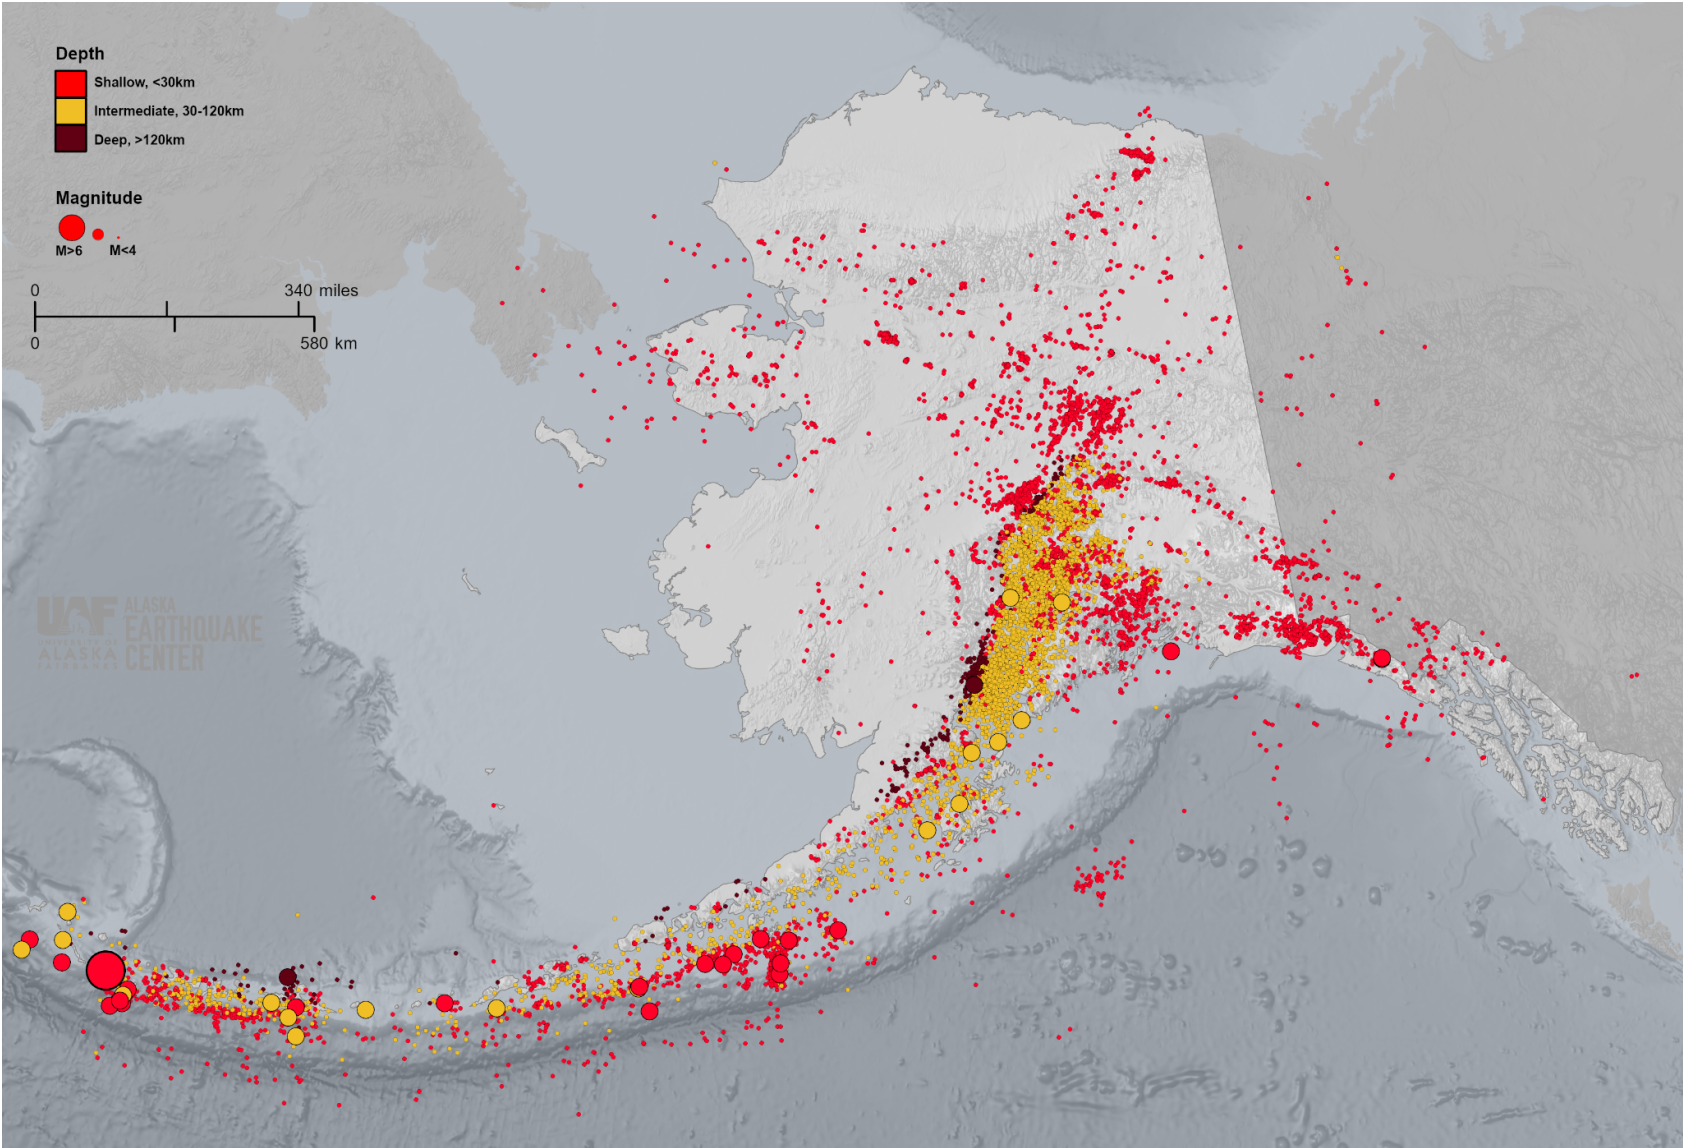 Depth
Shallow, <30km
Intermediate, 30-120km
Deep, >120km
Magnitude
M>6 M<4
0 340 miles
0 580 km
UAF ALASKA
EARTHQUAKE
CENTER
ALASKA